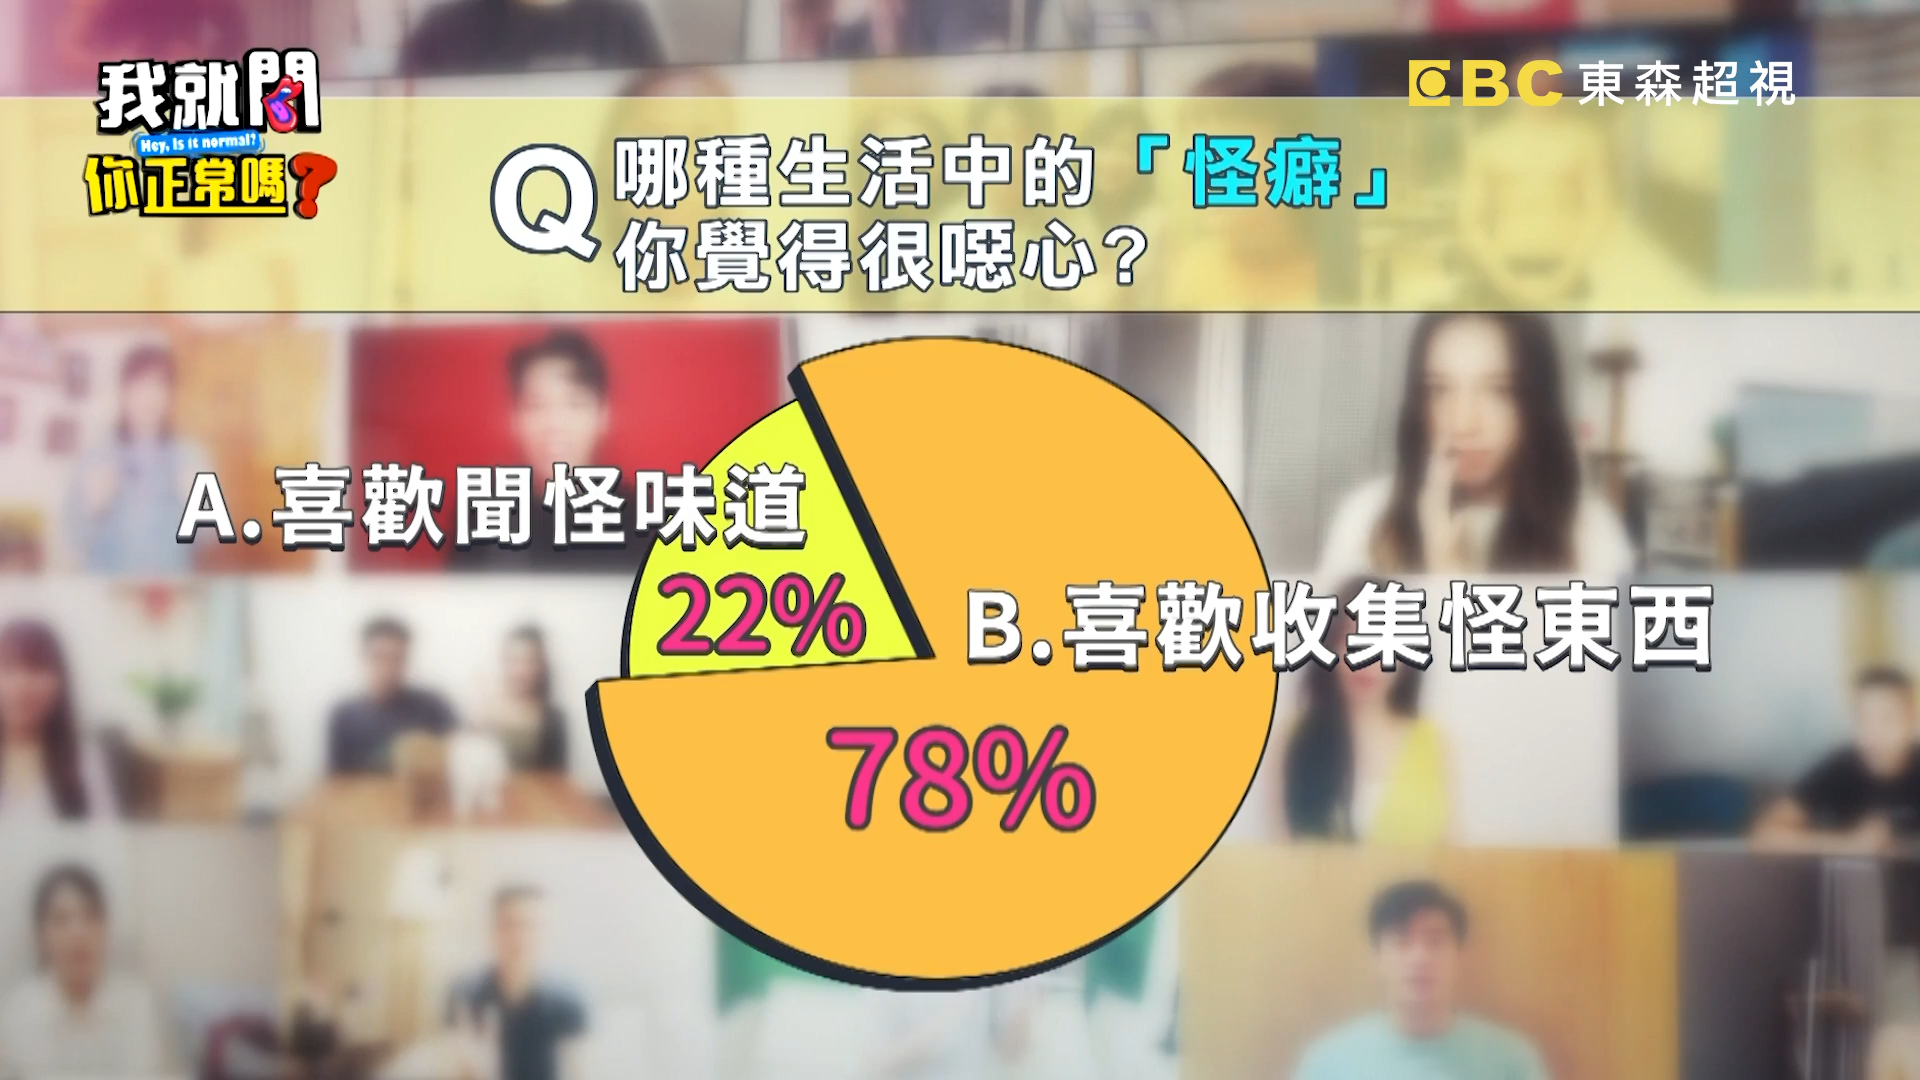 我就問
Hey, Is it normal?
你正常嗎?
EBC 東森超視
Q 哪種生活中的「怪癖」
你覺得很噁心?
A.喜歡聞怪味道
22%
B.喜歡收集怪東西
78%